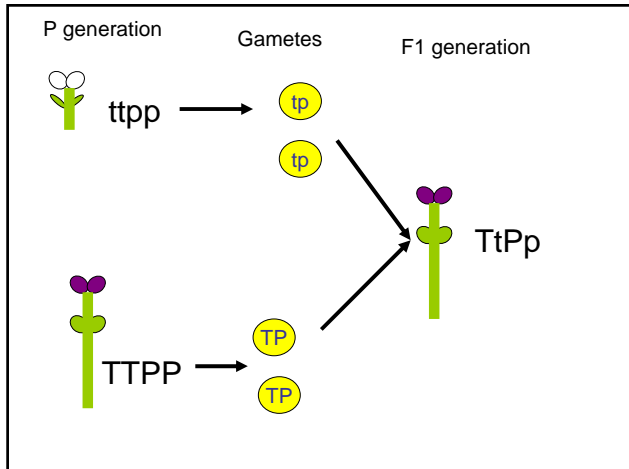 P generation
Gametes
F1 generation
ttpp
tp
tp
TtPp
TTPP
TP
TP